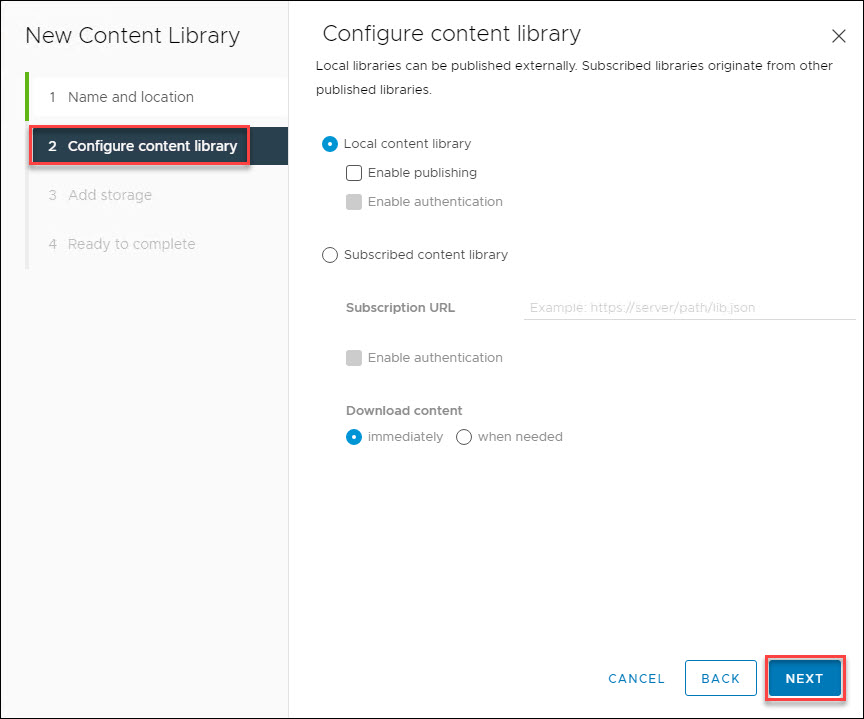 New Content Library
1 Name and location
2 Configure content library
3 Add storage
4 Ready to complete
Configure content library
Local libraries can be published externally. Subscribed libraries originate from other
published libraries.
Local content library
Enable publishing
Enable authentication
Subscribed content library
Subscription URL Example: https://server/path/lib.json
Enable authentication
Download content
immediately when needed
CANCEL BACK NEXT